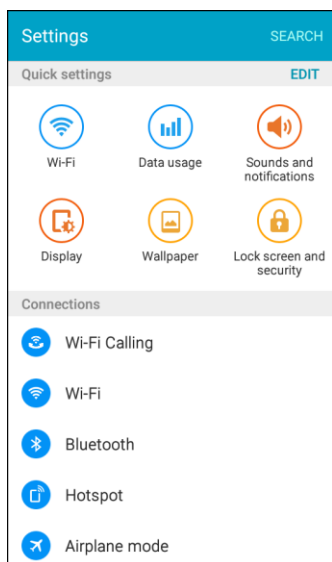 Settings SEARCH
Quick settings EDIT
Wi-Fi Data usage Sounds and
notifications
Display Wallpaper Lock screen and
security
Connections
Wi-Fi Calling
Wi-Fi
Bluetooth
Hotspot
Airplane mode